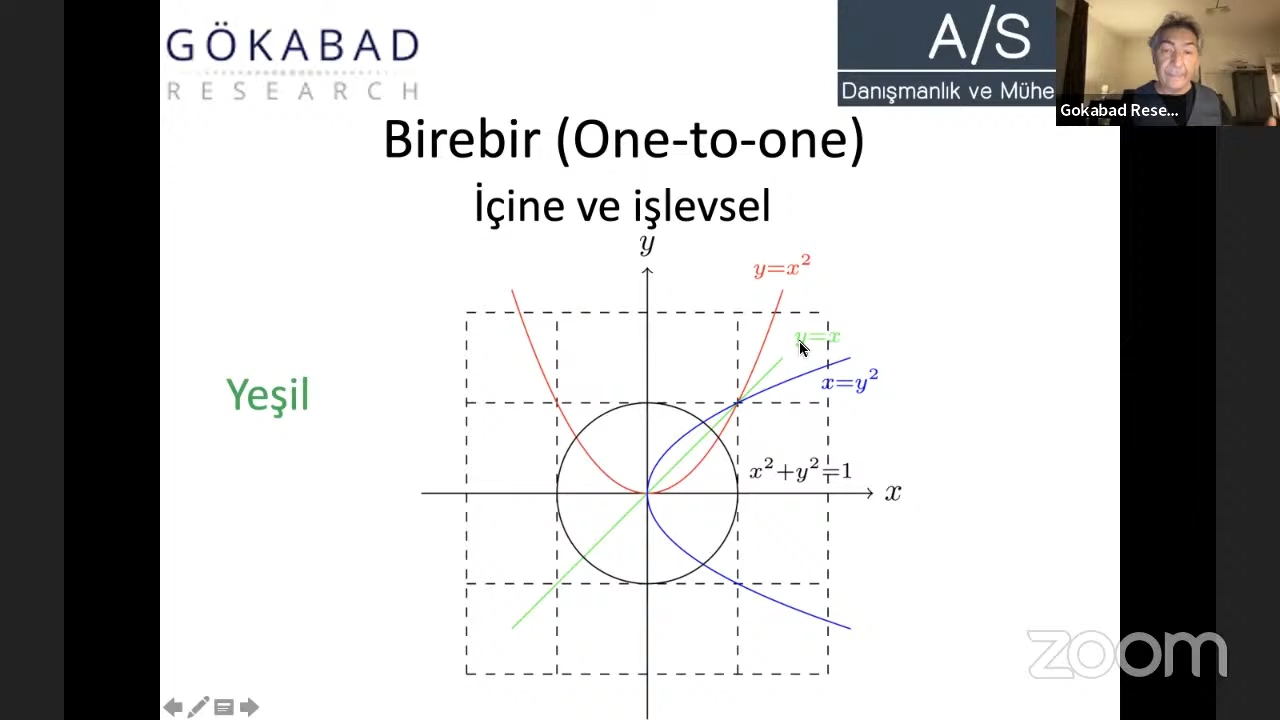 GÖKABAD
RESEARCH
A/S
Danışmanlık ve Mühe
Gokabad Rese...
Birebir (One-to-one)
İçine ve işlevsel
y
y=x²
y=x
x=y²
Yeşil
x²+y²=1
x
zoom